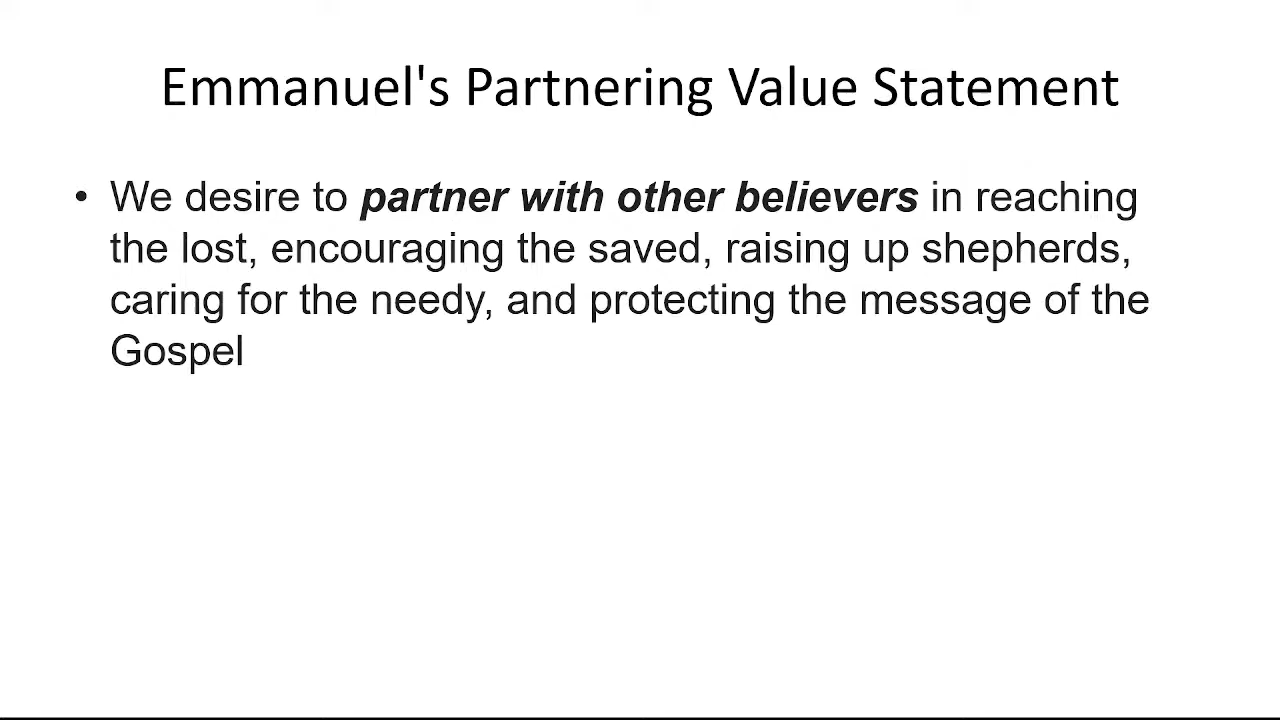 Emmanuel's Partnering Value Statement
• We desire to partner with other believers in reaching
the lost, encouraging the saved, raising up shepherds,
caring for the needy, and protecting the message of the
Gospel